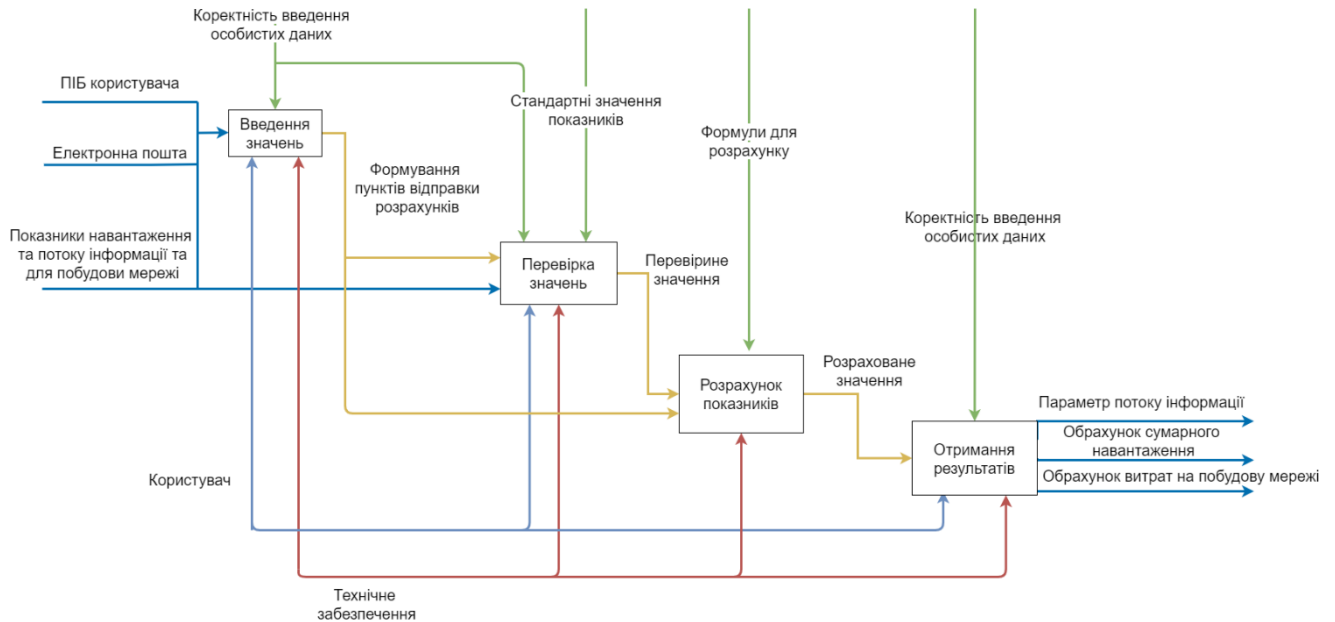 Коректність введення
особистих даних
ПІБ користувача
Стандартні значення
показників
Введення
значень
Формули для
розрахунку
Електронна пошта
Формування
пунктів відправки
розрахунків
Коректність введення
особистих даних
Показники навантаження
та потоку інформації та
для побудови мережі
Перевірка
значень
Перевірине
значення
Розрахунок
показників
Розраховане
значення
Параметр потоку інформації
Обрахунок сумарного
навантаження
Отримання
результатів
Обрахунок витрат на побудову мережі
Користувач
Технічне
забезпечення